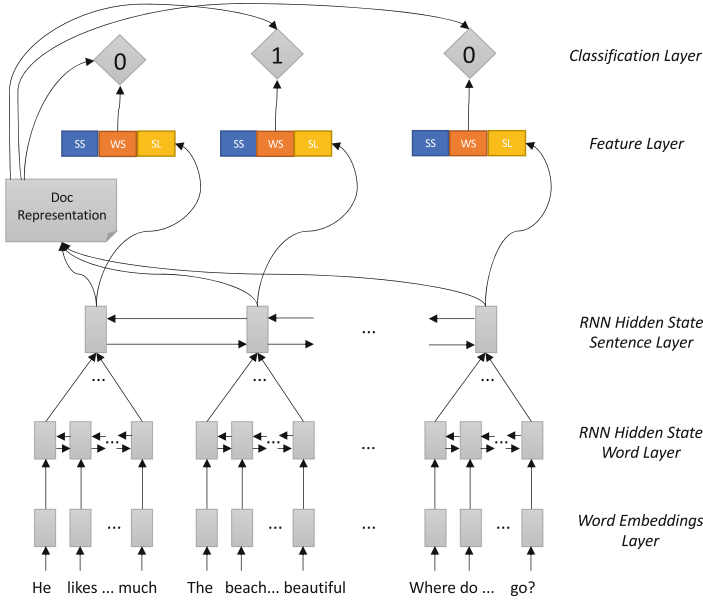 0 1 0 Classification Layer
SS WS SL SS WS SL SS WS SL Feature Layer
Doc
Representation
RNN Hidden State
... Sentence Layer
... ... ...
RNN Hidden State
... ... ... ... Word Layer
Word Embeddings
... ... ... ... Layer
He likes ... much The beach... beautiful Where do ... go?